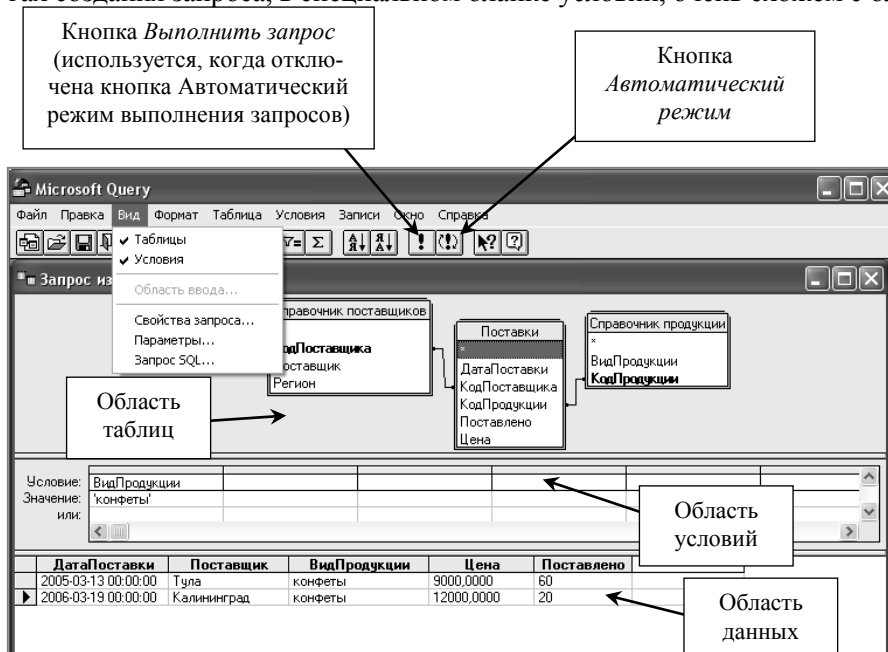 Кнопка Выполнить запрос
(используется, когда отклю-
чена кнопка Автоматический
режим выполнения запросов)
Кнопка
Автоматический
режим
Microsoft Query
Файл Правка Вид Формат Таблица Условия Записи Окно Справка
Таблицы
Условия
Область ввода...
Свойства запроса...
Параметры...
Запрос SQL...
Запрос из
правочник поставщиков
одПоставщика
оставщик
Регион
Поставки
*
ДатаПоставки
КодПоставщика
КодПродукции
Поставлено
Цена
Справочник продукции
*
ВидПродукции
КодПродукции
Область
таблиц
Условие: ВидПродукции
Значение: 'конфеты'
или:
Область
условий
ДатаПоставки Поставщик ВидПродукции Цена Поставлено
2005-03-13 00:00:00 Тула конфеты 9000,0000 60
2006-03-19 00:00:00 Калининград конфеты 12000,0000 20
Область
данных